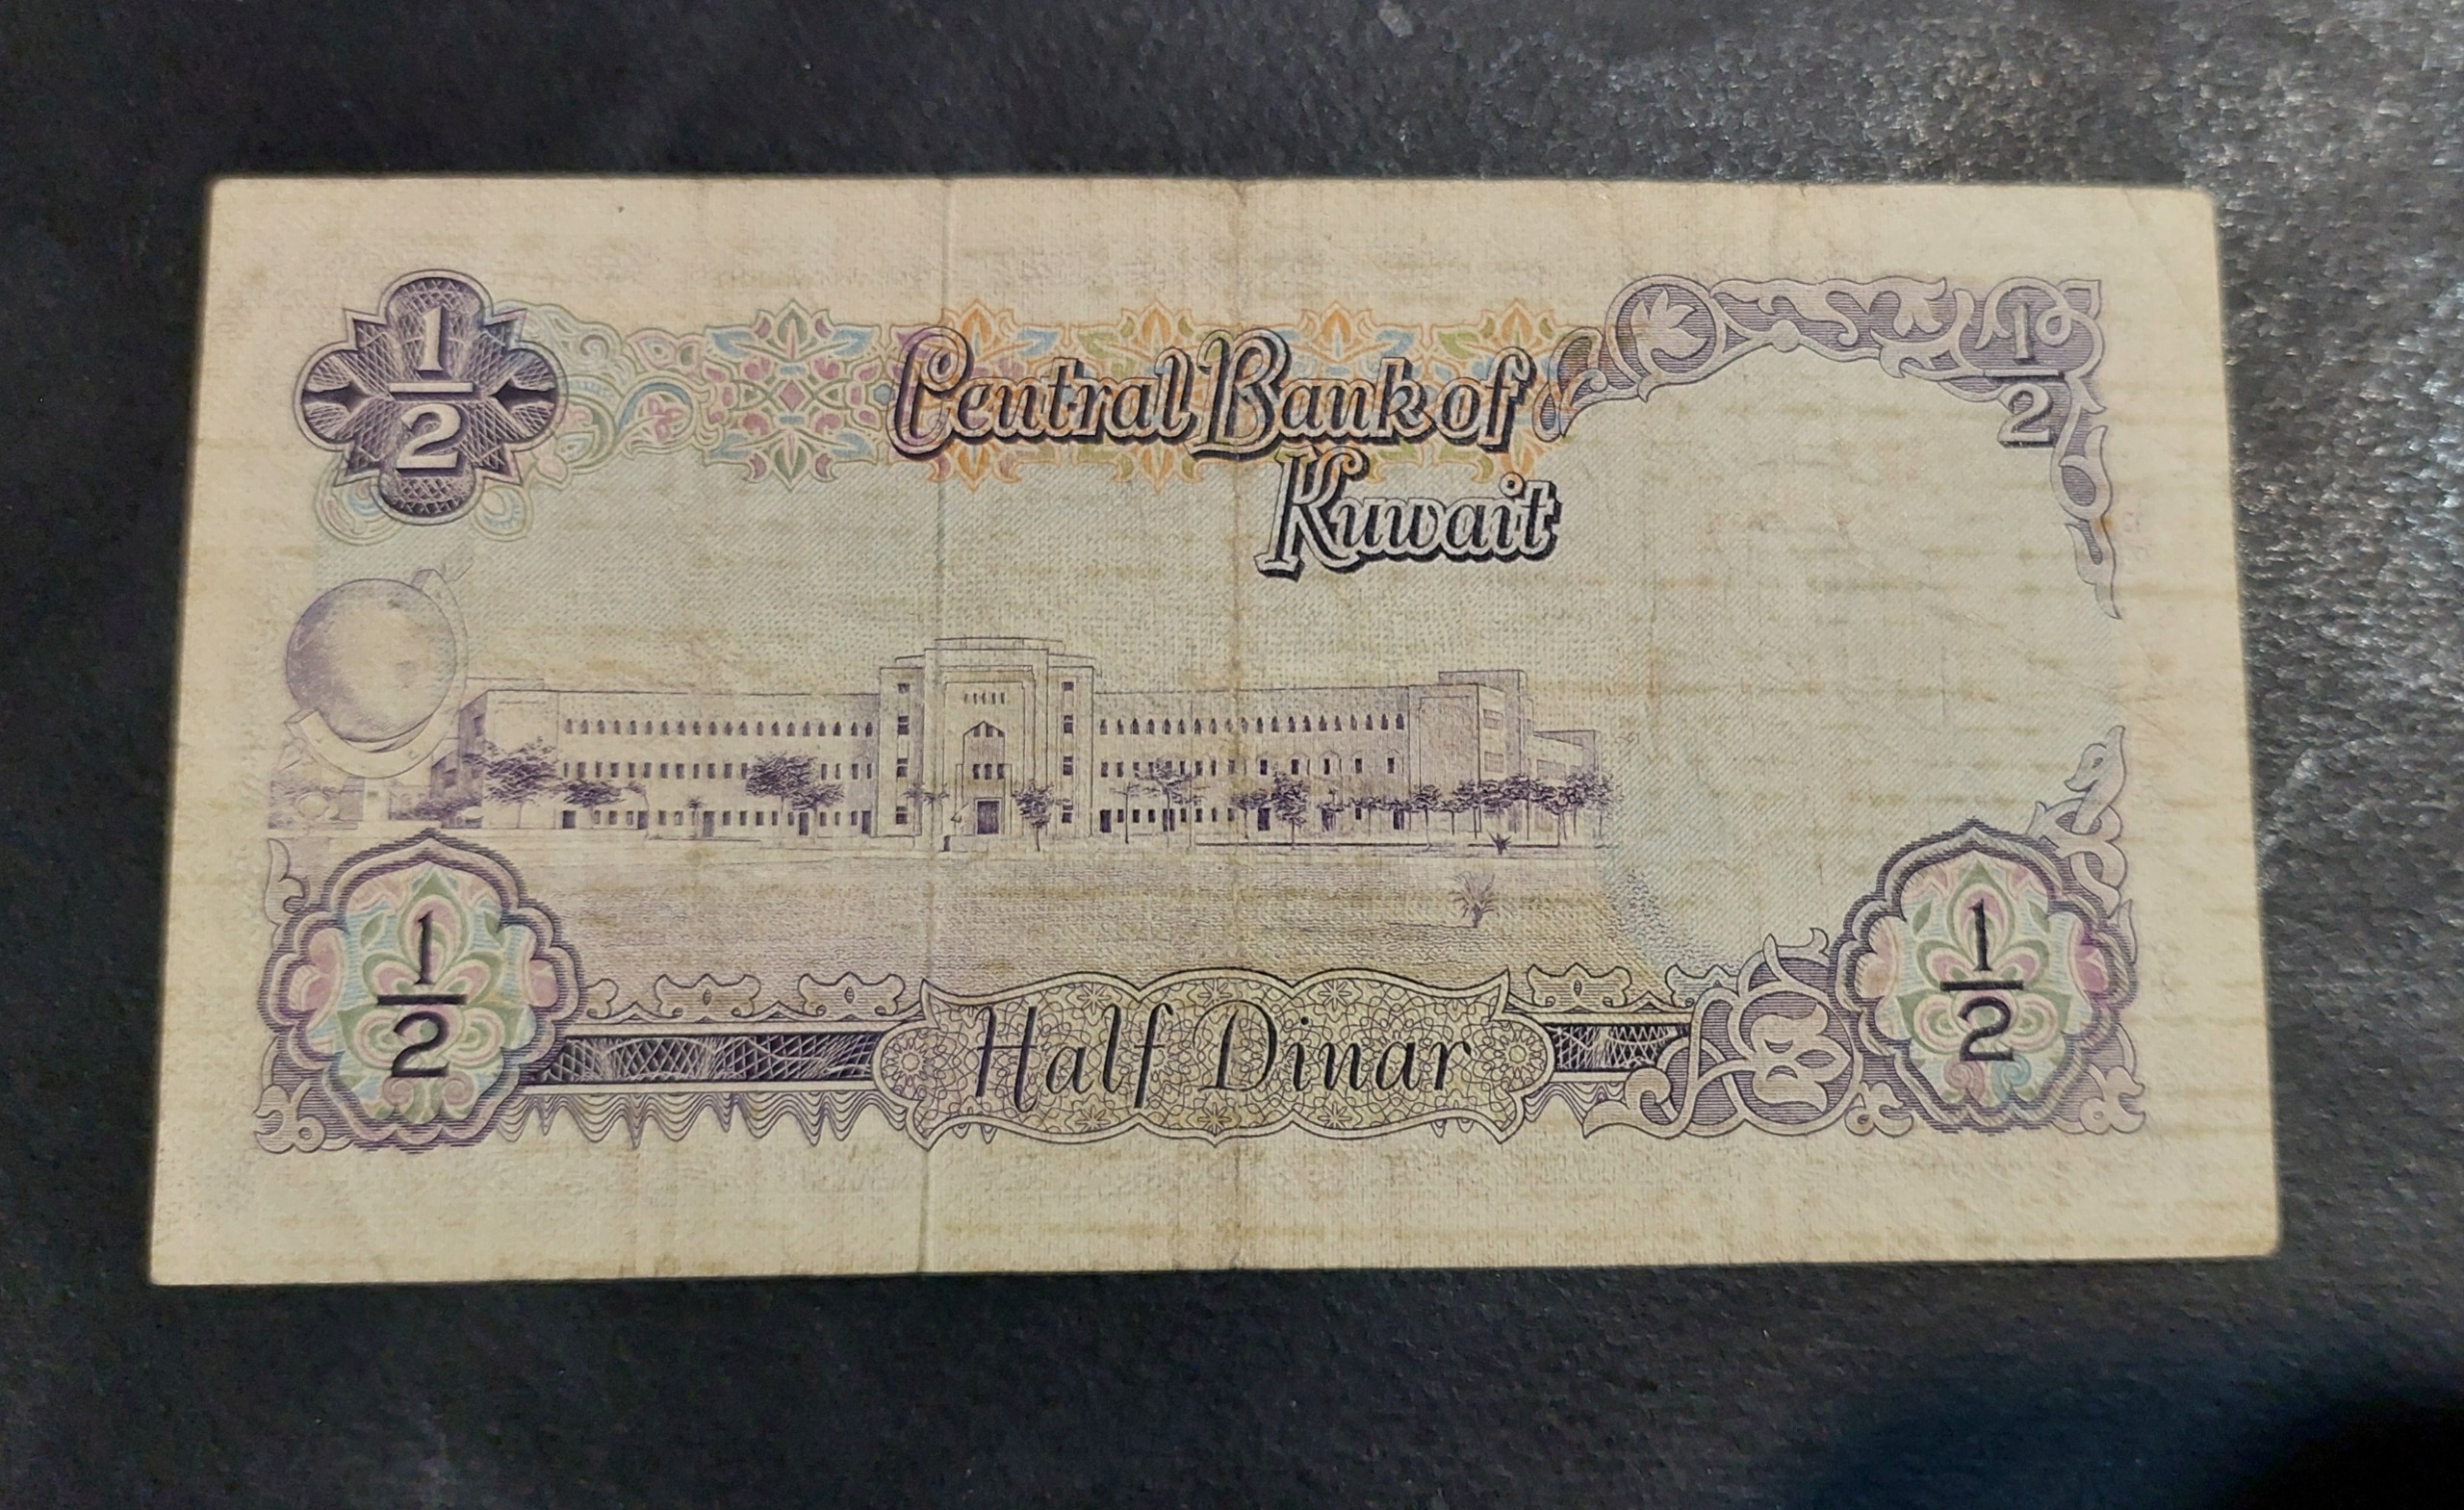 1/2
Central Bank of
Kuwait
1/2
1/2
Half Dinar
1/2